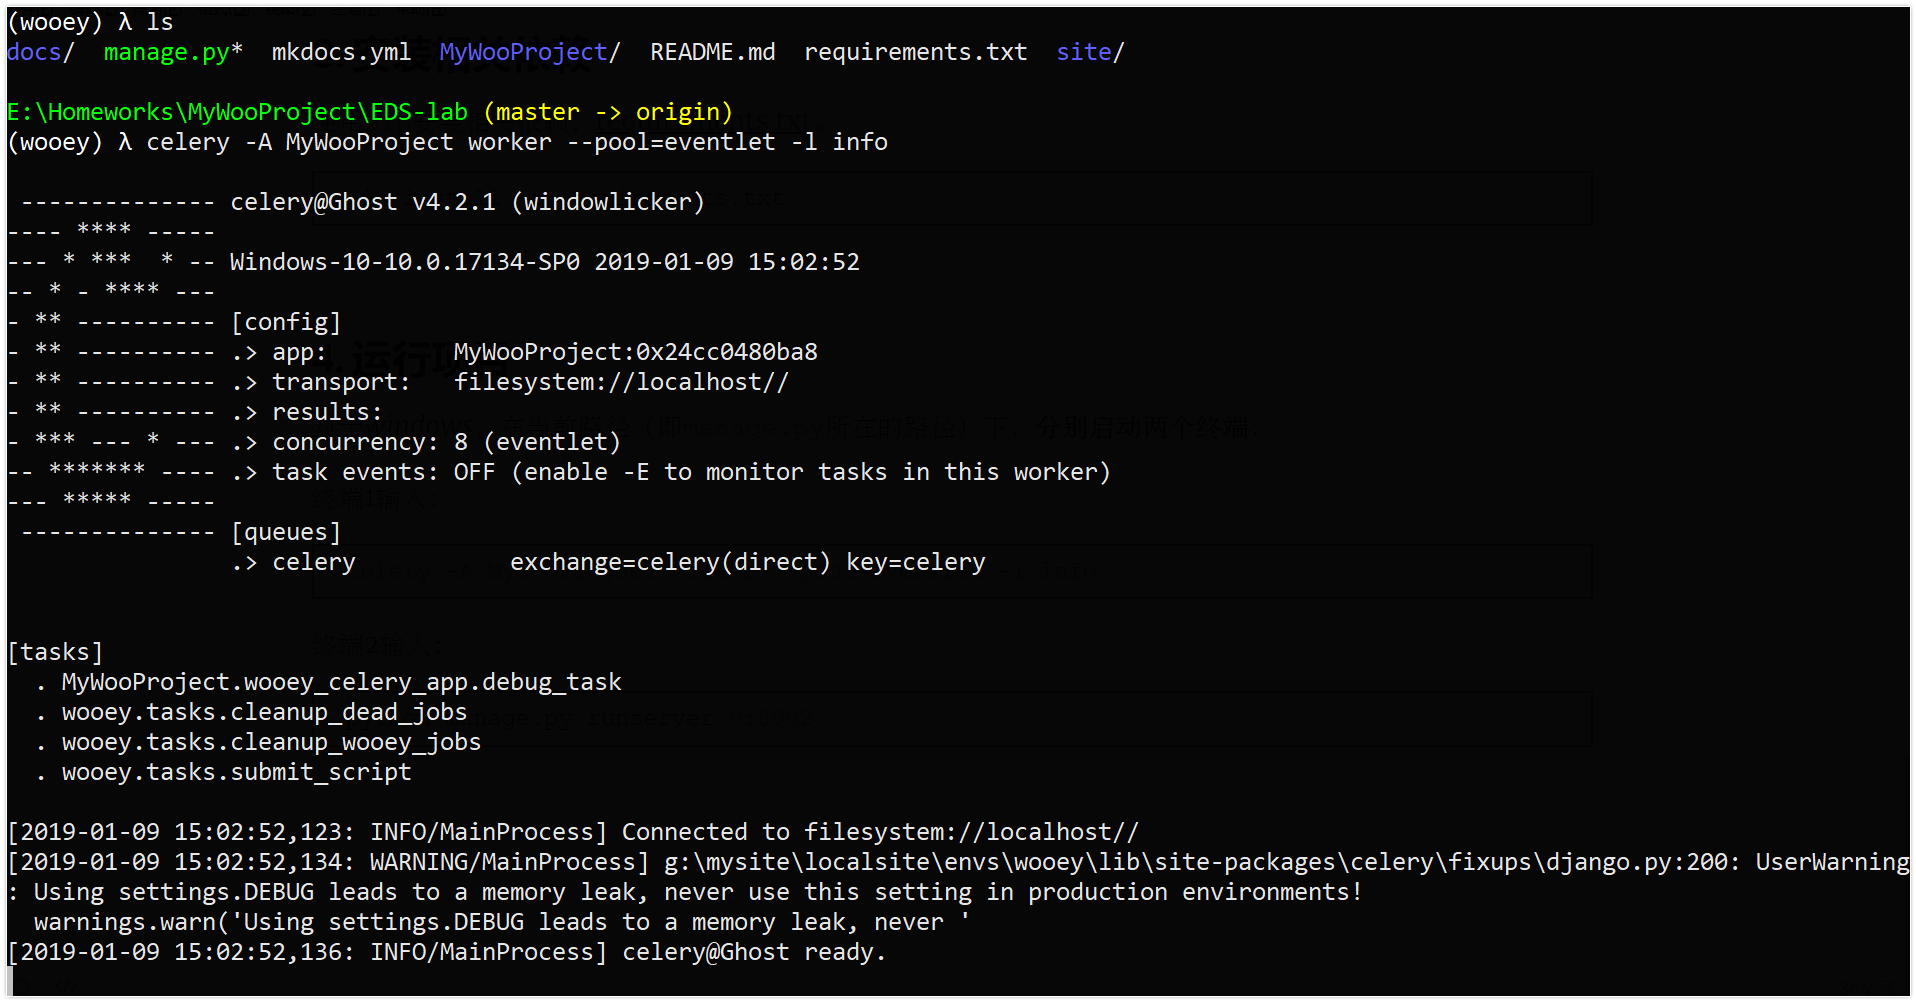 (wooey) λ ls
docs/  manage.py*  mkdocs.yml  MyWooProject/  README.md  requirements.txt  site/
E:\Homeworks\MyWooProject\EDS-lab (master -> origin)
(wooey) λ celery -A MyWooProject worker --pool=eventlet -l info
 -------------- celery@Ghost v4.2.1 (windowlicker)
---- **** -----
--- * ***  * -- Windows-10-10.0.17134-SP0 2019-01-09 15:02:52
-- * - **** ---
- ** ---------- [config]
- ** ---------- .> app:         MyWooProject:0x24cc0480ba8
- ** ---------- .> transport:   filesystem://localhost//
- ** ---------- .> results:
- *** --- * --- .> concurrency: 8 (eventlet)
-- ******* ---- .> task events: OFF (enable -E to monitor tasks in this worker)
--- ***** -----
 -------------- [queues]
                .> celery           exchange=celery(direct) key=celery
[tasks]
  . MyWooProject.wooey_celery_app.debug_task
  . wooey.tasks.cleanup_dead_jobs
  . wooey.tasks.cleanup_wooey_jobs
  . wooey.tasks.submit_script
[2019-01-09 15:02:52,123: INFO/MainProcess] Connected to filesystem://localhost//
[2019-01-09 15:02:52,134: WARNING/MainProcess] g:\mysite\localsite\envs\wooey\lib\site-packages\celery\fixups\django.py:200: UserWarning
: Using settings.DEBUG leads to a memory leak, never use this setting in production environments!
  warnings.warn('Using settings.DEBUG leads to a memory leak, never '
[2019-01-09 15:02:52,136: INFO/MainProcess] celery@Ghost ready.